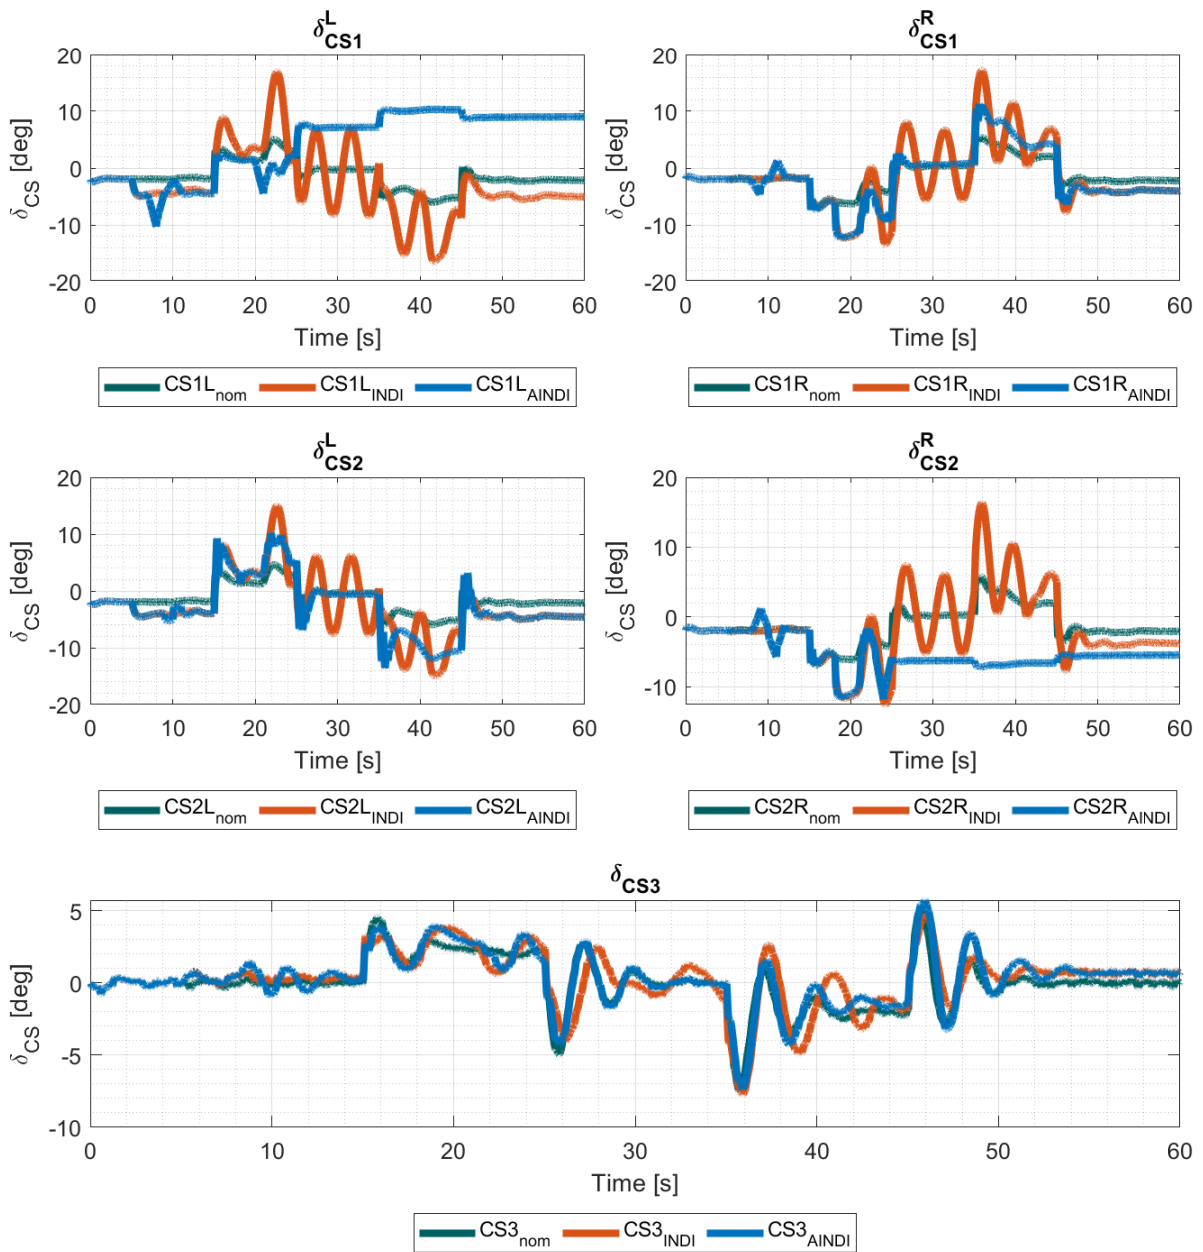 δ^L_CS1
δ_CS [deg]
20
10
0
-10
-20
0 10 20 30 40 50 60
Time [s]
CS1L_nom CS1L_INDI CS1L_AINDI
δ^R_CS1
δ_CS [deg]
20
10
0
-10
-20
0 10 20 30 40 50 60
Time [s]
CS1R_nom CS1R_INDI CS1R_AINDI
δ^L_CS2
δ_CS [deg]
20
10
0
-10
-20
0 10 20 30 40 50 60
Time [s]
CS2L_nom CS2L_INDI CS2L_AINDI
δ^R_CS2
δ_CS [deg]
20
10
0
-10
0 10 20 30 40 50 60
Time [s]
CS2R_nom CS2R_INDI CS2R_AINDI
δ_CS3
δ_CS [deg]
5
0
-5
-10
0 10 20 30 40 50 60
Time [s]
CS3_nom CS3_INDI CS3_AINDI